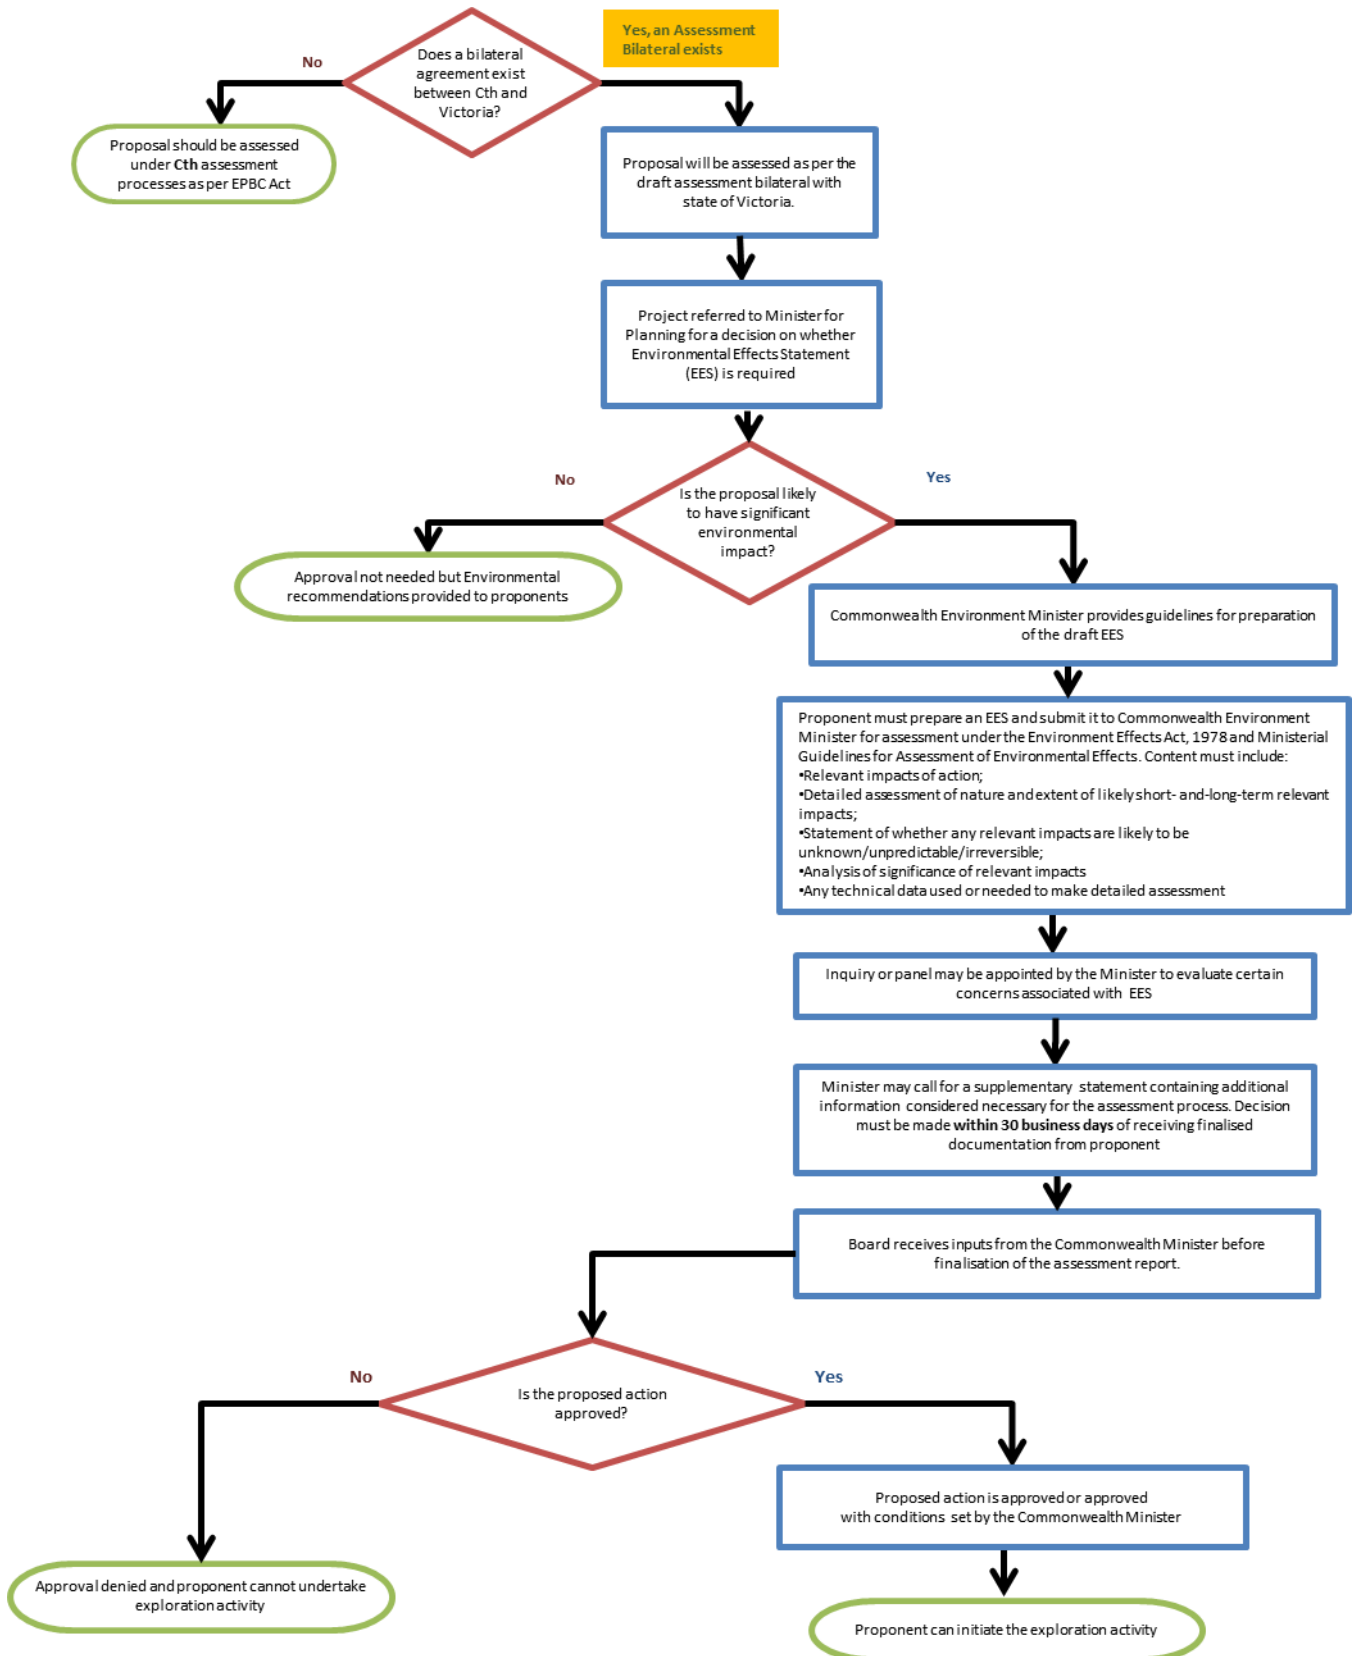 Yes, an Assessment
Bilateral exists
No
Does a bilateral
agreement exist
between Cth and
Victoria?
Proposal should be assessed
under Cth assessment
processes as per EPBC Act
Proposal will be assessed as per the
draft assessment bilateral with
state of Victoria.
Project referred to Minister for
Planning for a decision on whether
Environmental Effects Statement
(EES) is required
No
Yes
Is the proposal likely
to have significant
environmental
impact?
Approval not needed but Environmental
recommendations provided to proponents
Commonwealth Environment Minister provides guidelines for preparation
of the draft EES
Proponent must prepare an EES and submit it to Commonwealth Environment
Minister for assessment under the Environment Effects Act, 1978 and Ministerial
Guidelines for Assessment of Environmental Effects. Content must include:
•Relevant impacts of action;
•Detailed assessment of nature and extent of likely short- and-long-term relevant
impacts;
•Statement of whether any relevant impacts are likely to be
unknown/unpredictable/irreversible;
•Analysis of significance of relevant impacts
•Any technical data used or needed to make detailed assessment
Inquiry or panel may be appointed by the Minister to evaluate certain
concerns associated with EES
Minister may call for a supplementary statement containing additional
information considered necessary for the assessment process. Decision
must be made within 30 business days of receiving finalised
documentation from proponent
Board receives inputs from the Commonwealth Minister before
finalisation of the assessment report.
No
Yes
Is the proposed action
approved?
Proposed action is approved or approved
with conditions set by the Commonwealth Minister
Approval denied and proponent cannot undertake
exploration activity
Proponent can initiate the exploration activity